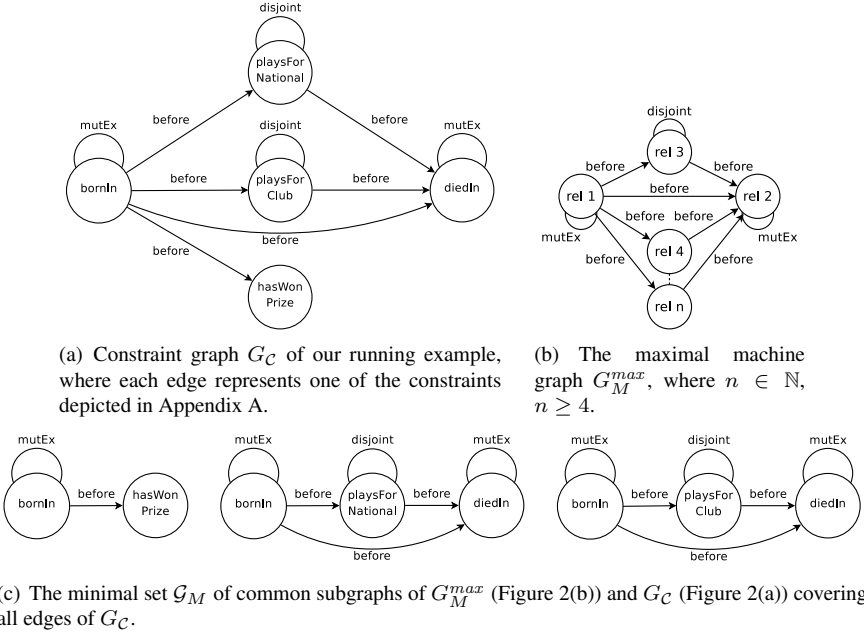 disjoint
playsFor
National
before
before
mutEx
disjoint
mutEx
bornIn
before
playsFor
Club
before
diedIn
before
before
hasWon
Prize
disjoint
rel 3
before
before
rel 1
before
rel 2
mutEx
before
before
mutEx
rel 4
before
before
rel n
(a) Constraint graph G_C of our running example,
where each edge represents one of the constraints
depicted in Appendix A.
(b) The maximal machine
graph G_M^{max}, where n ∈ ℕ,
n ≥ 4.
mutEx
bornIn
before
hasWon
Prize
mutEx
disjoint
mutEx
bornIn
before
playsFor
National
before
diedIn
before
mutEx
disjoint
mutEx
bornIn
before
playsFor
Club
before
diedIn
before
(c) The minimal set G_M of common subgraphs of G_M^{max} (Figure 2(b)) and G_C (Figure 2(a)) covering
all edges of G_C.